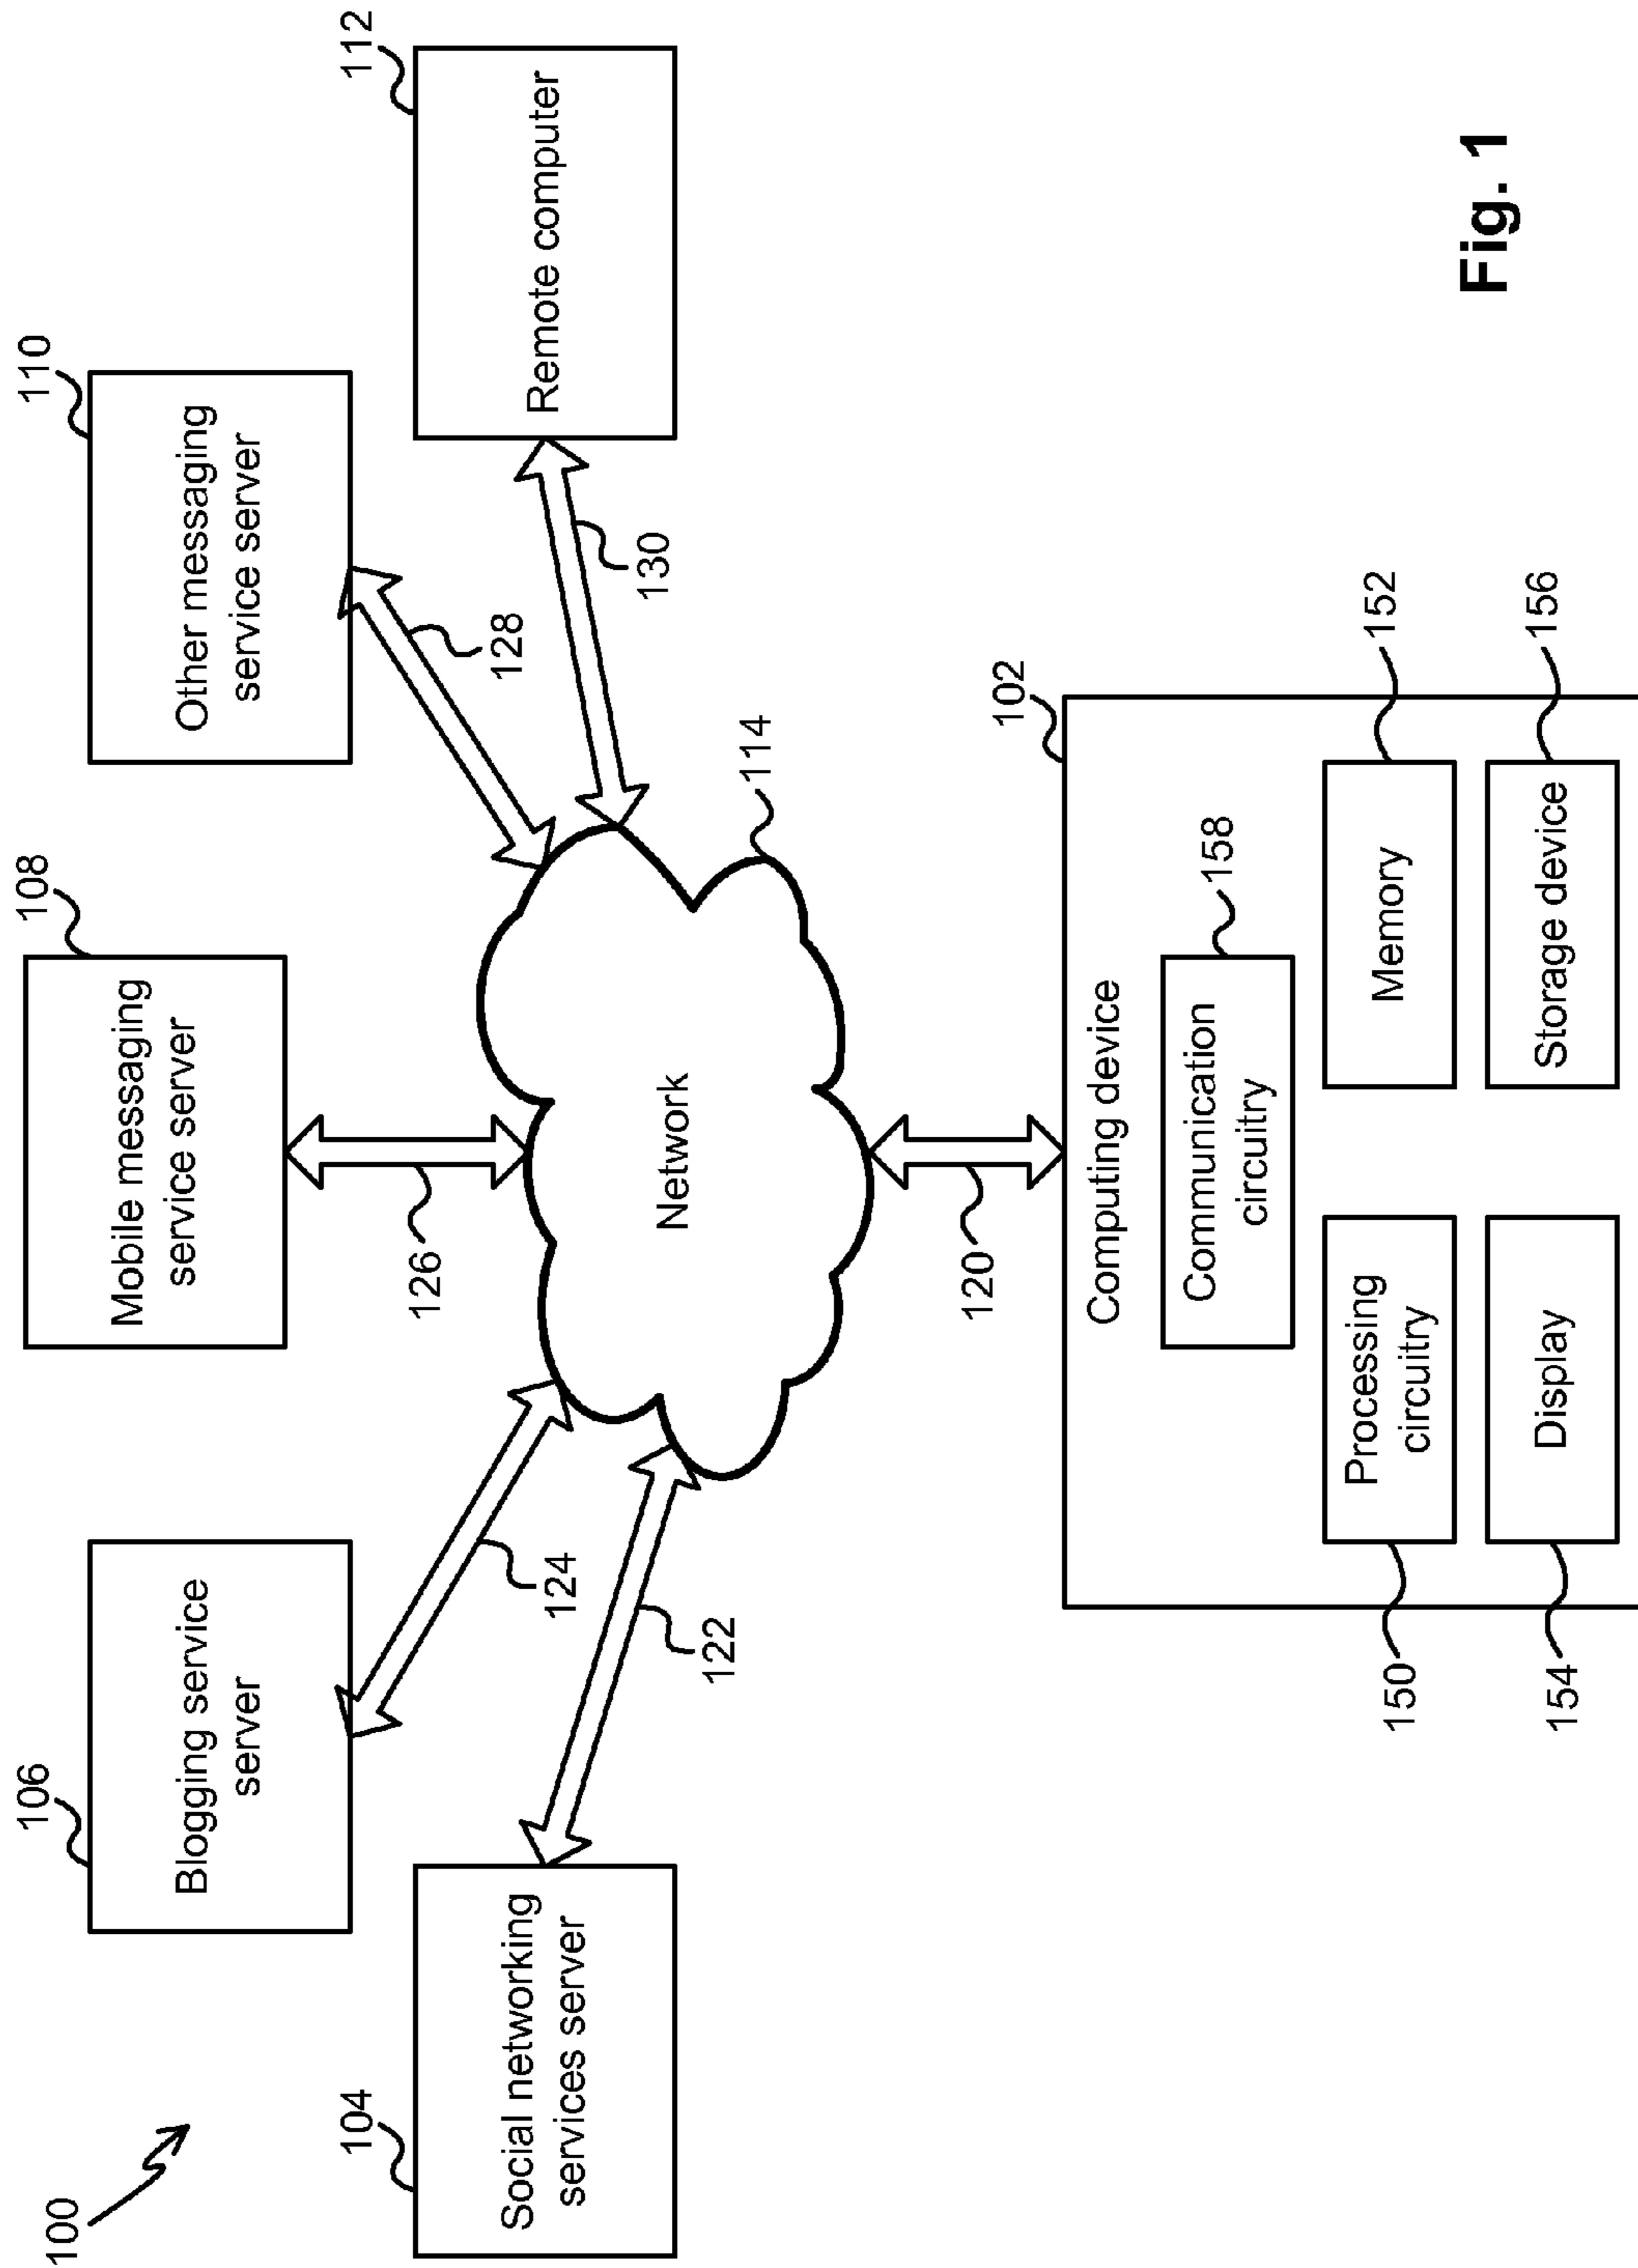 100
108
Mobile messaging
service server
106
Blogging service
server
110
Other messaging
service server
104
Social networking
services server
112
Remote computer
126
124
128
122
130
Network
114
120
102
Computing device
Communication
circuitry
158
150
Processing
circuitry
Memory
152
154
Display
Storage device
156
Fig. 1